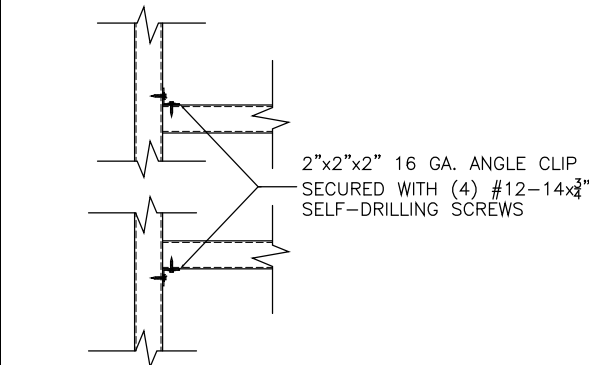 2"x2"x2" 16 GA. ANGLE CLIP
SECURED WITH (4) #12-14x3/4"
SELF-DRILLING SCREWS